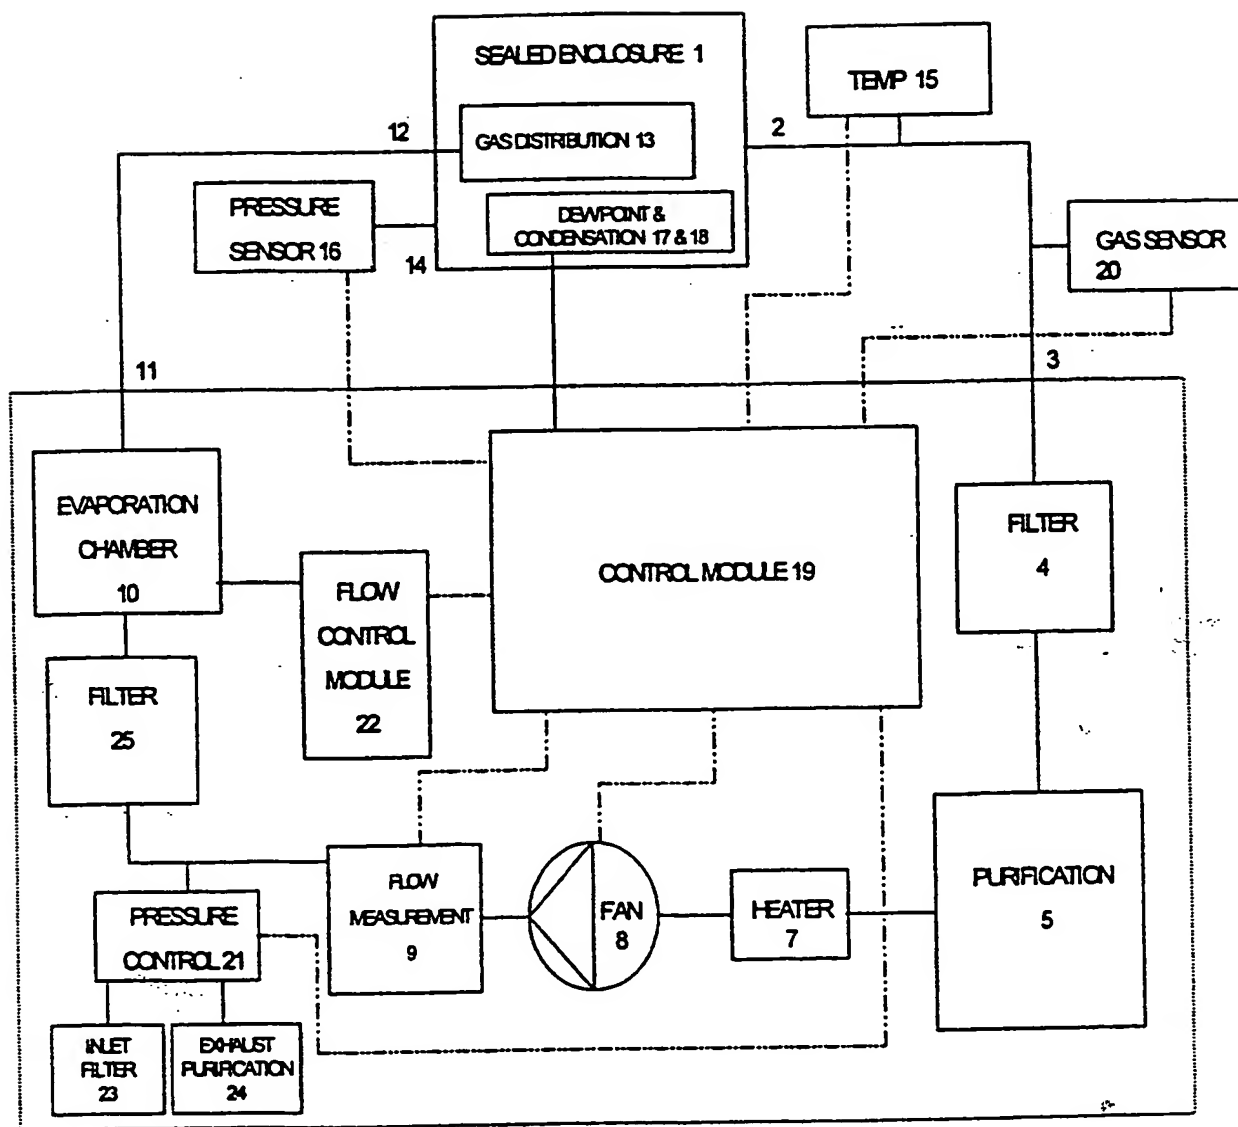 SEALED ENCLOSURE 1
TEMP 15
12
2
GAS DISTRIBUTION 13
PRESSURE
SENSOR 16
DEWPOINT &
CONDENSATION 17 & 18
14
GAS SENSOR
20
11
3
EVAPORATION
CHAMBER
10
FLOW
CONTROL
MODULE
22
CONTROL MODULE 19
FILTER
4
FILTER
25
FLOW
MEASUREMENT
9
FAN
8
HEATER
7
PURIFICATION
5
PRESSURE
CONTROL 21
INLET
FILTER
23
EXHAUST
PURIFICATION
24